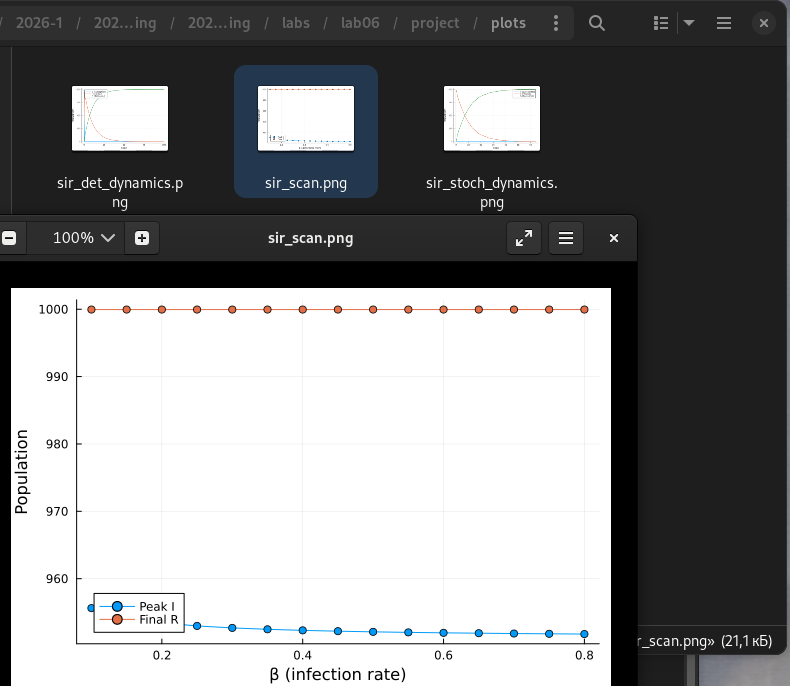 / 2026-1 / 202...ing / 202...ing / labs / lab06 / project / plots
sir_det_dynamics.p
ng
sir_scan.png
sir_stoch_dynamics.
png
100%
sir_scan.png
1000
990
980
970
960
Population
Peak I
Final R
0.2
0.4
0.6
0.8
β (infection rate)
r_scan.png» (21,1 кБ)